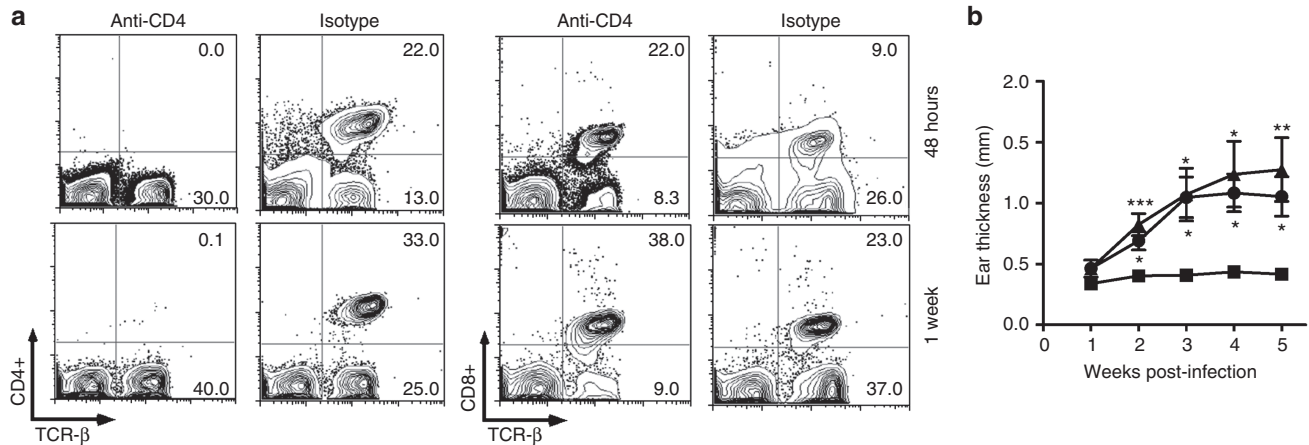 a
Anti-CD4 Isotype Anti-CD4 Isotype
0.0 22.0 22.0 9.0
30.0 13.0 8.3 26.0
48 hours
0.1 33.0 38.0 23.0
40.0 25.0 9.0 37.0
1 week
CD4+
TCR-β
CD8+
TCR-β
b
Ear thickness (mm)
2.0
0.5
1.0
0.5
0.0
* **
*
***
* * * *
0 1 2 3 4 5
Weeks post-infection